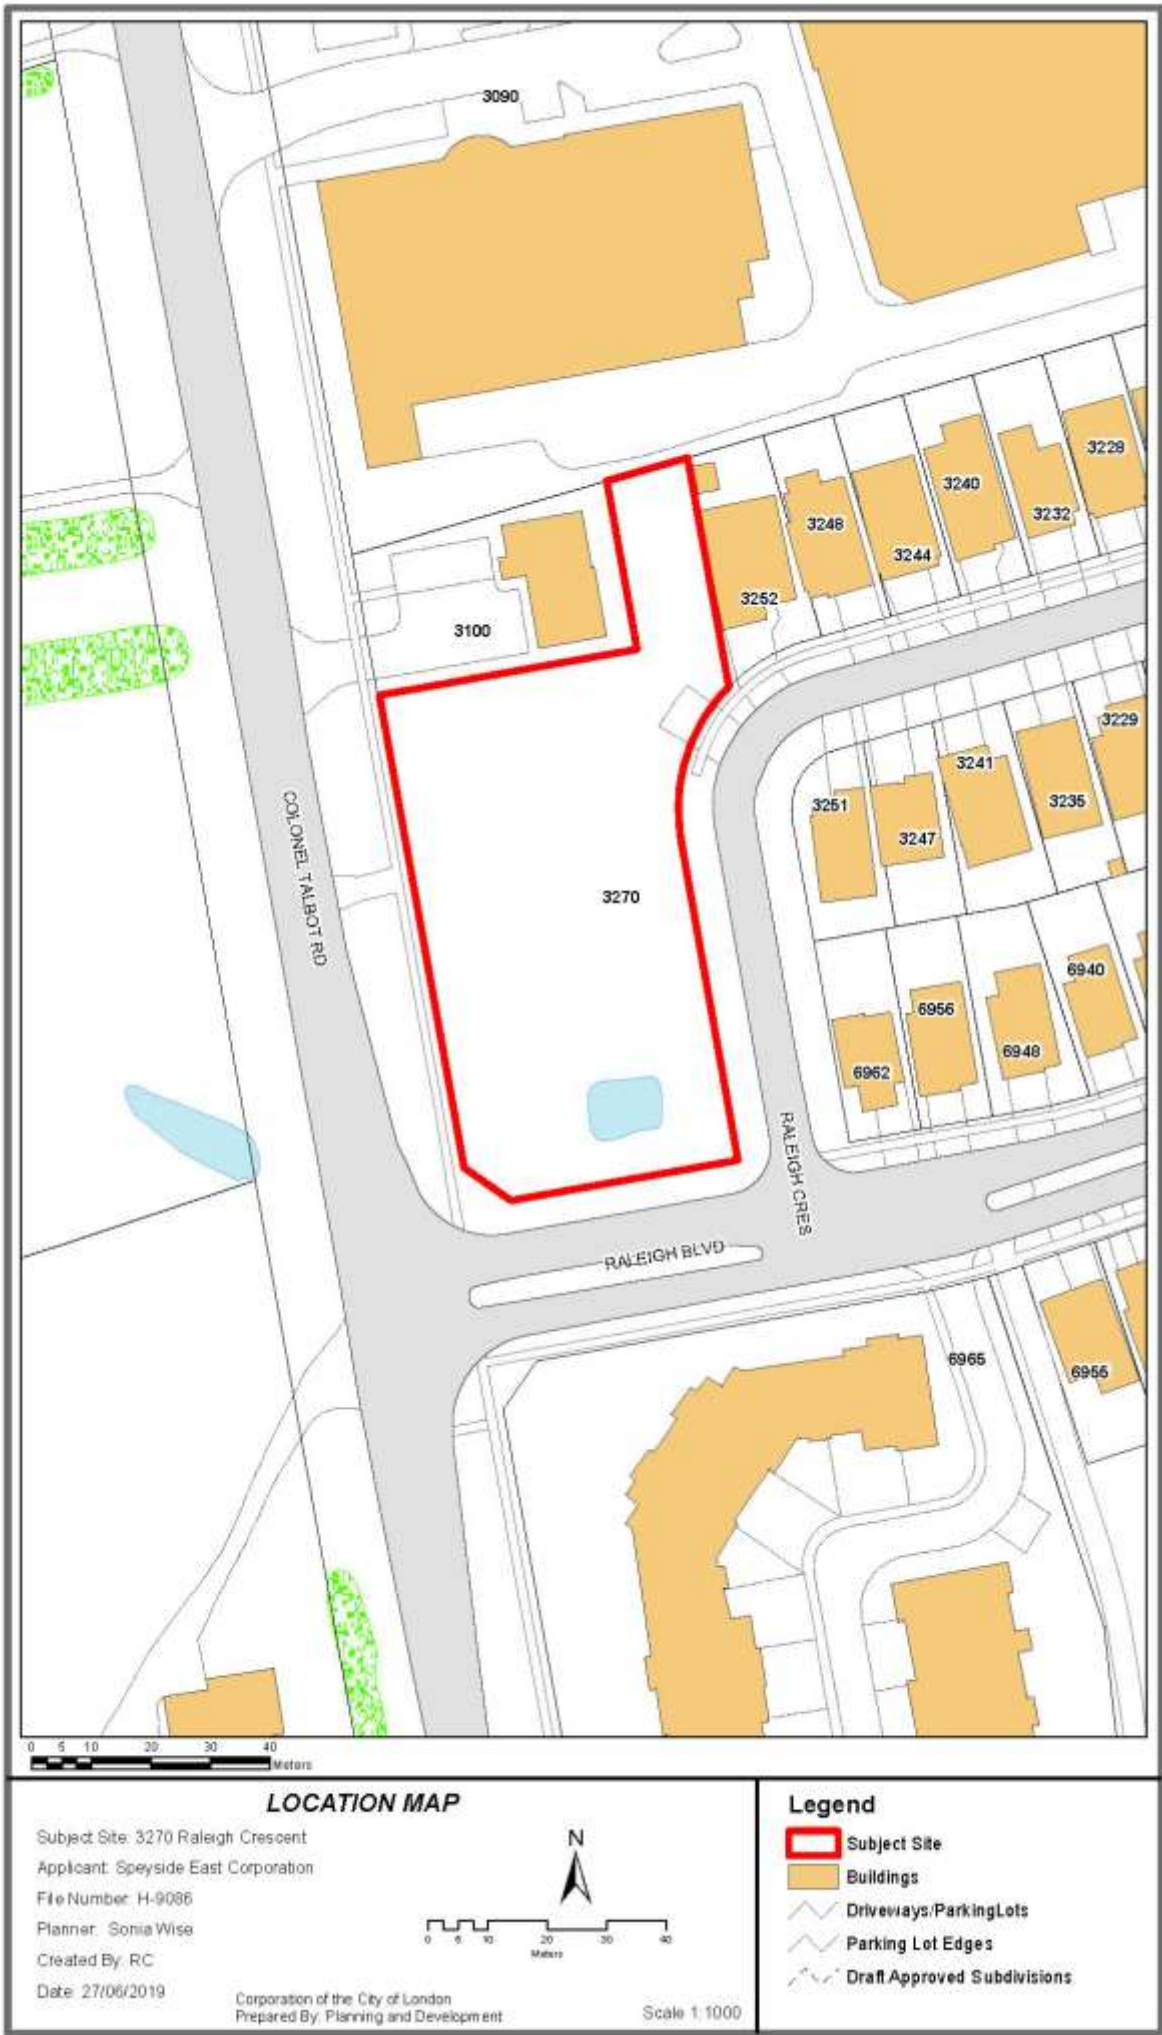 3090
3228
3240
3232
3248
3244
3252
3100
3229
3241
3235
3251
3247
COLONEL TALBOT RD
3270
6940
6956
6948
6962
RALEIGH CRES
RALEIGH BLVD
6965
6955
0 5 10 20 30 40
Meters
LOCATION MAP
Subject Site: 3270 Raleigh Crescent
Applicant: Speyside East Corporation
File Number: H-9086
Planner: Sonia Wise
Created By: RC
Date: 27/06/2019
Corporation of the City of London
Prepared By: Planning and Development
N
0 5 10 20 30 40
Meters
Scale 1:1000
Legend
Subject Site
Buildings
Driveways/ParkingLots
Parking Lot Edges
Draft Approved Subdivisions